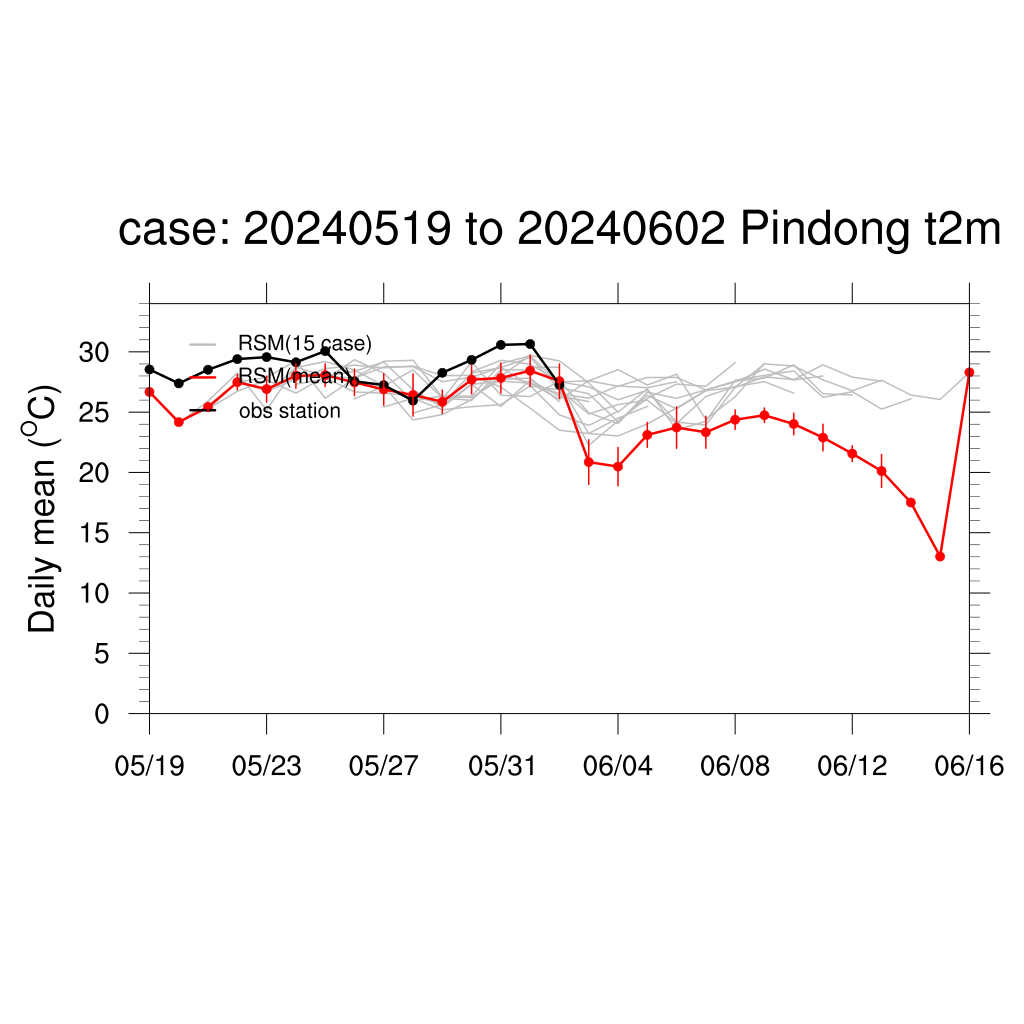 case: 20240519 to 20240602 Pindong t2m
Daily mean (°C)
30
25
20
15
10
5
0
RSM(15 case)
RSM(mean)
obs station
05/19 05/23 05/27 05/31 06/04 06/08 06/12 06/16